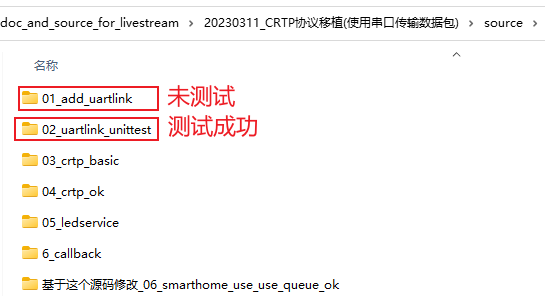 doc_and_source_for_livestream > 20230311_CRTP协议移植(使用串口传输数据包) > source >
名称
01_add_uartlink 未测试
02_uartlink_unittest 测试成功
03_crtp_basic
04_crtp_ok
05_ledservice
6_callback
基于这个源码修改_06_smarthome_use_use_queue_ok